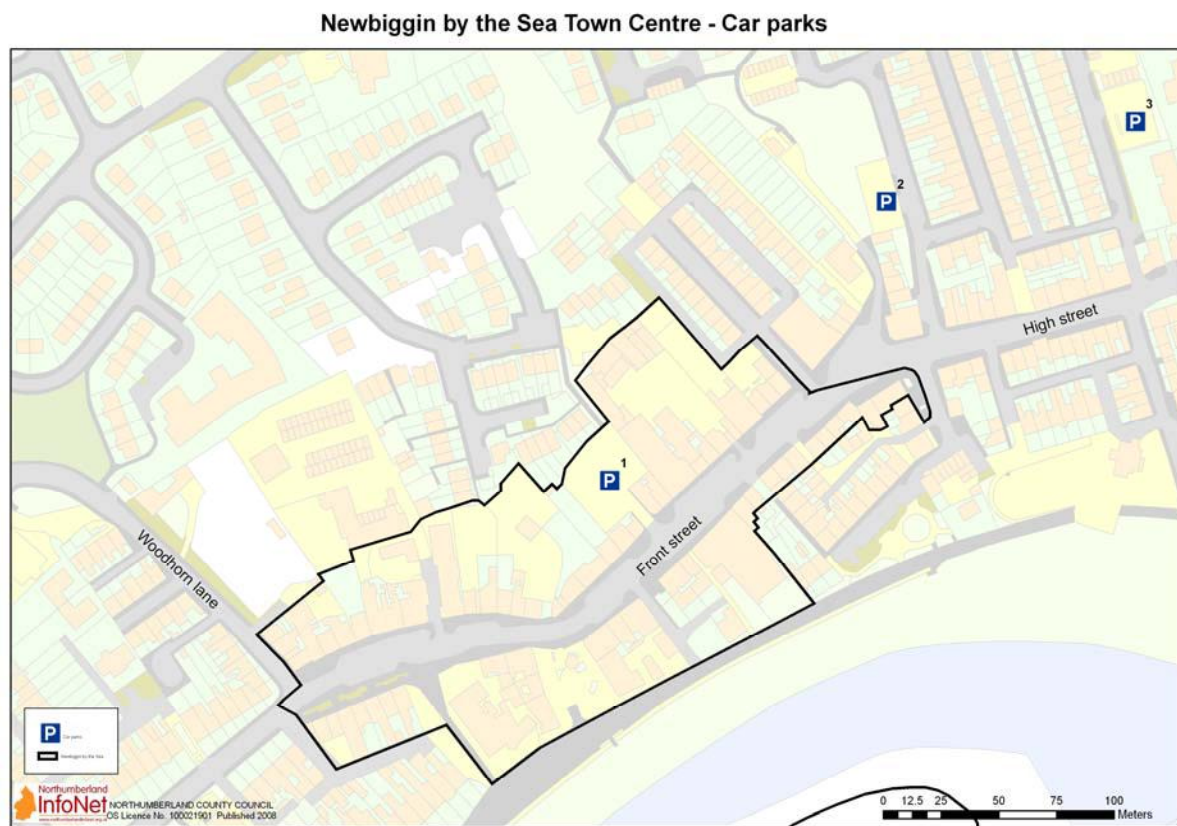 Newbiggin by the Sea Town Centre - Car parks
P 3
P 2
High street
P 1
Front street
Woodhorn lane
P Car parks
Newbiggin by the Sea
Northumberland
InfoNet
NORTHUMBERLAND COUNTY COUNCIL
OS Licence No. 100021901 Published 2008
0 12.5 25 50 75 100
Meters